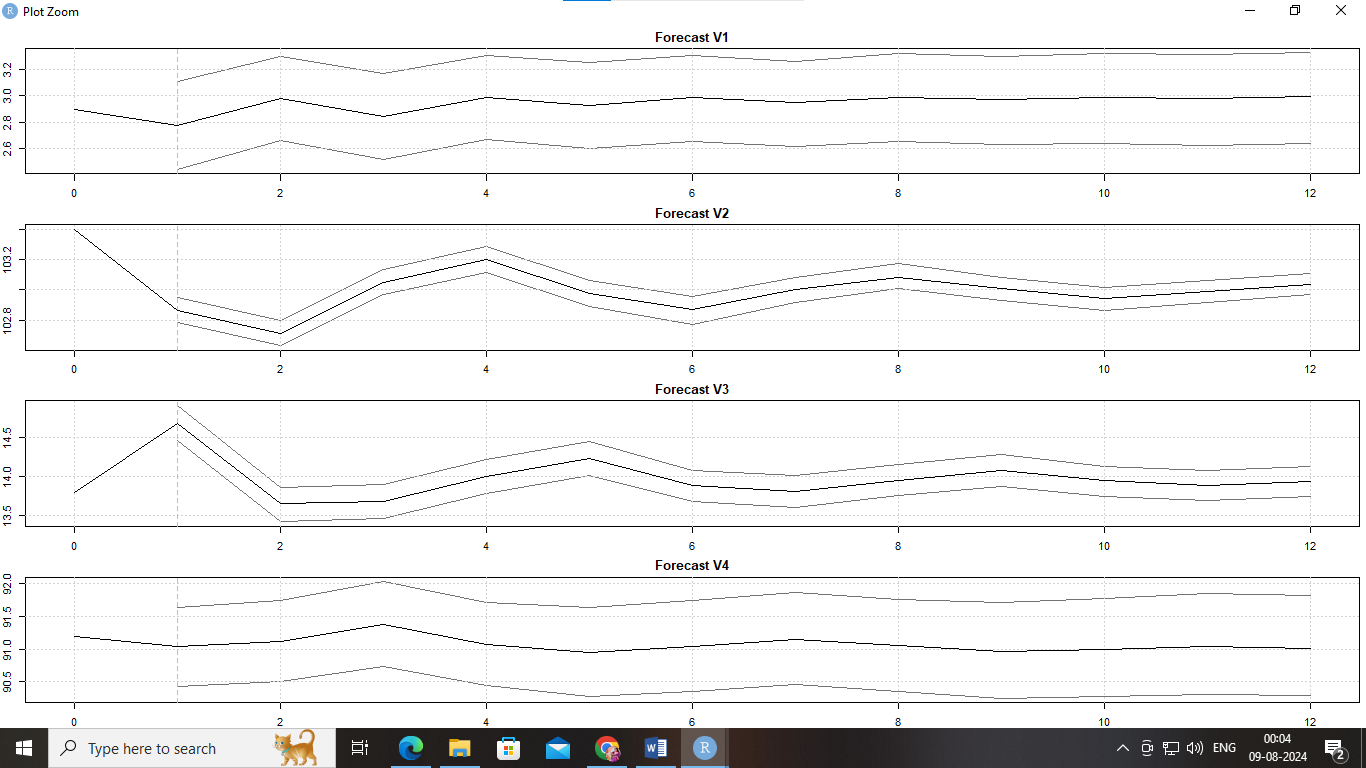 R Plot Zoom
Forecast V1
3.2
3.0
2.8
2.6
0 2 4 6 8 10 12
Forecast V2
103.2
102.8
0 2 4 6 8 10 12
Forecast V3
14.5
14.0
13.5
0 2 4 6 8 10 12
Forecast V4
92.0
91.5
91.0
90.5
0 2 4 6 8 10 12
Type here to search
W
R
ENG
00:04
09-08-2024
2